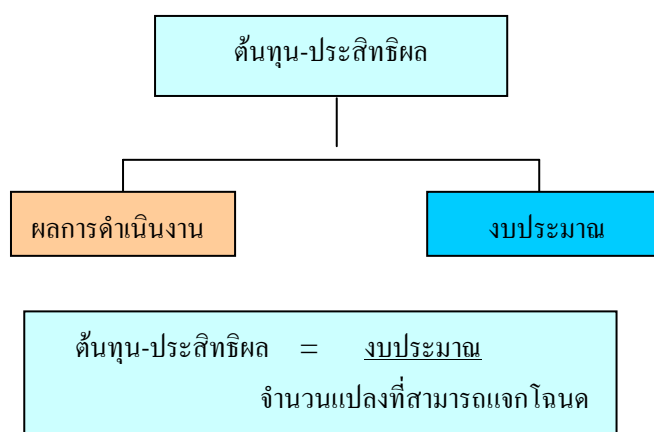 ต้นทุน-ประสิทธิผล
ผลการดำเนินงาน
งบประมาณ
ต้นทุน-ประสิทธิผล = งบประมาณ
จำนวนแปลงที่สามารถแจกโฉนด